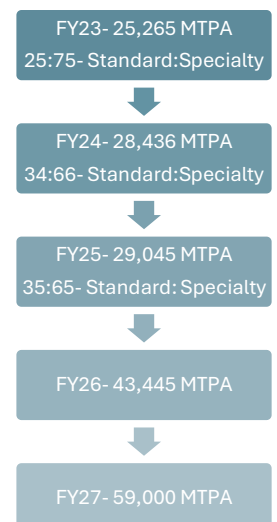 FY23- 25,265 MTPA
25:75- Standard:Specialty
FY24- 28,436 MTPA
34:66- Standard:Specialty
FY25- 29,045 MTPA
35:65- Standard: Specialty
FY26- 43,445 MTPA
FY27- 59,000 MTPA